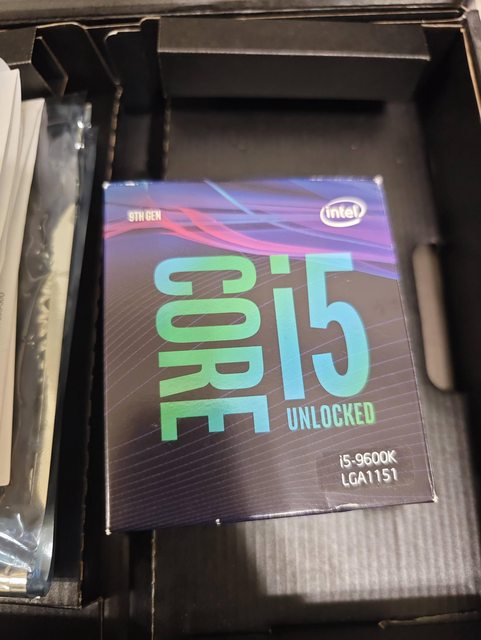 9TH GEN
intel
CORE
i5
UNLOCKED
i5-9600K
LGA1151